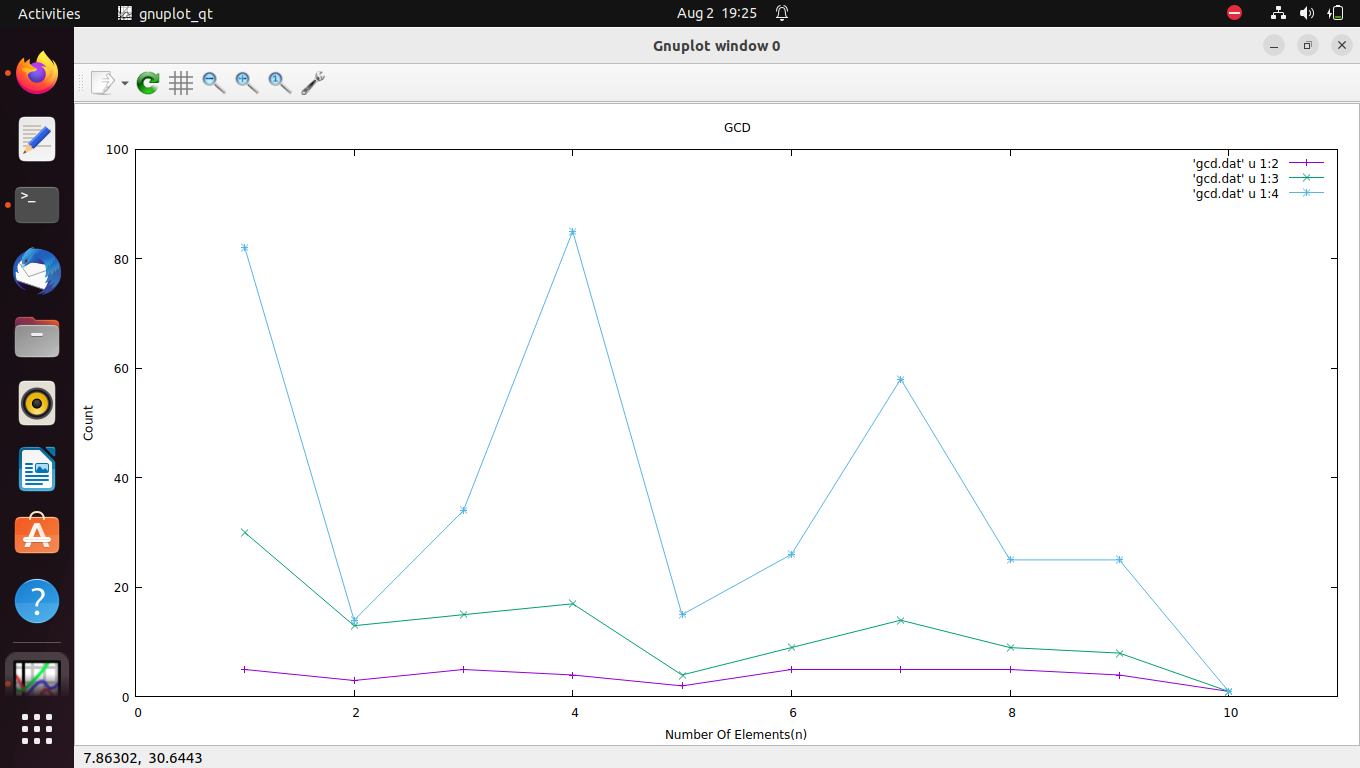 Activities gnuplot_qt Aug 2 19:25
Gnuplot window 0
1
>_
A
?
GCD
'gcd.dat' u 1:2
'gcd.dat' u 1:3
'gcd.dat' u 1:4
100
80
60
40
20
0
Count
0 2 4 6 8 10
Number Of Elements(n)
7.86302, 30.6443